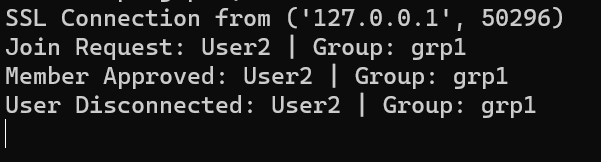 SSL Connection from ('127.0.0.1', 50296)
Join Request: User2 | Group: grp1
Member Approved: User2 | Group: grp1
User Disconnected: User2 | Group: grp1